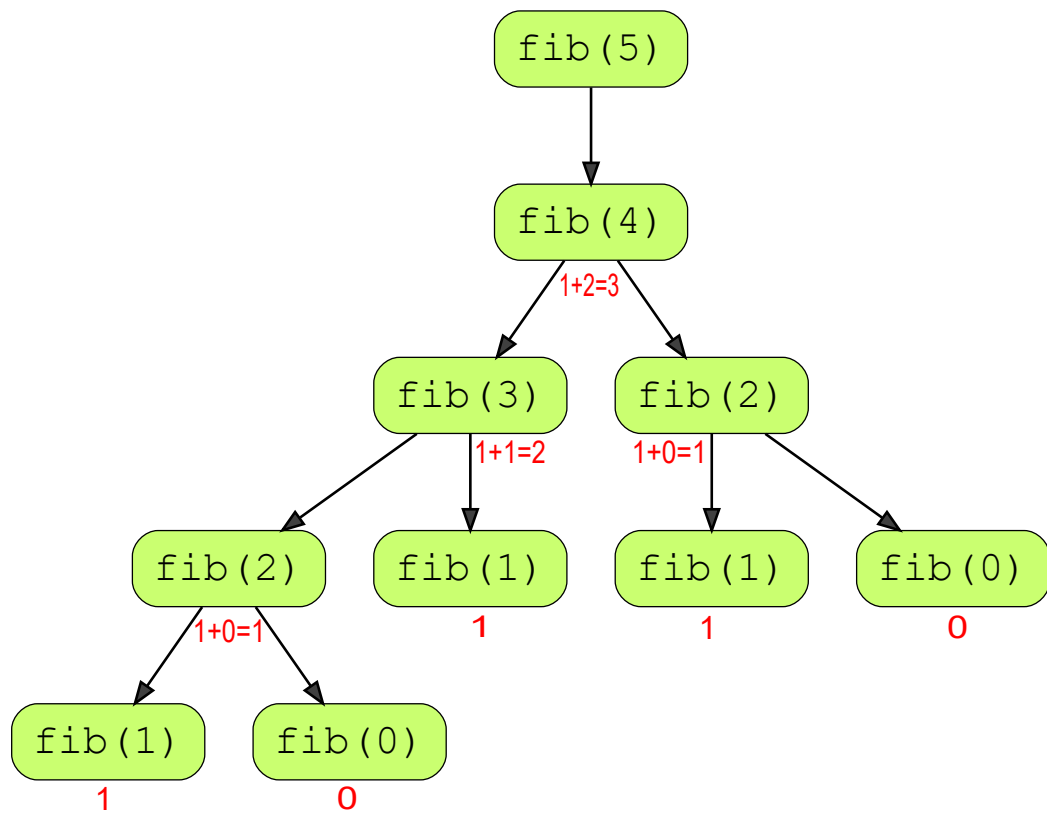 fib(5)
fib(4)
1+2=3
fib(3) fib(2)
1+1=2 1+0=1
fib(2) fib(1) fib(1) fib(0)
1+0=1 1 1 0
fib(1) fib(0)
1 0